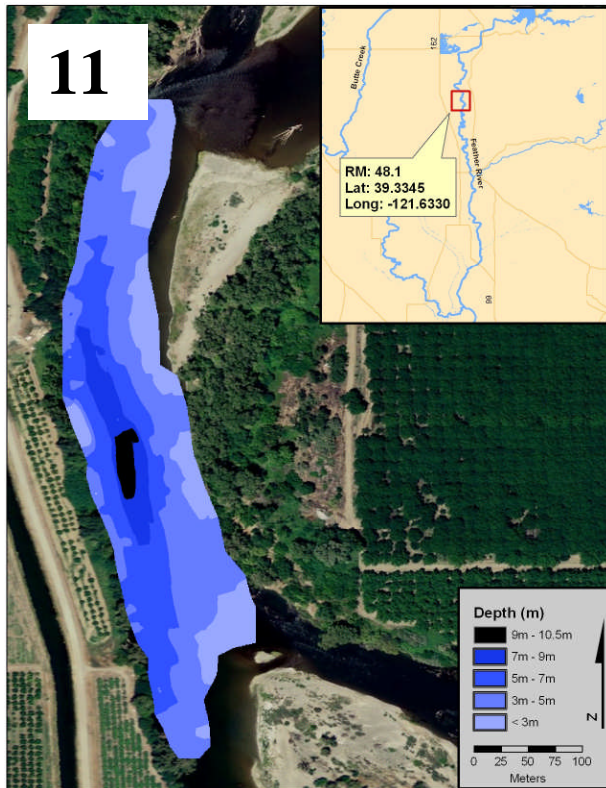 11
Butte Creek
162
Feather River
RM: 48.1
Lat: 39.3345
Long: -121.6330
99
Depth (m)
9m - 10.5m
7m - 9m
5m - 7m
3m - 5m
< 3m
N
0 25 50 75 100
Meters